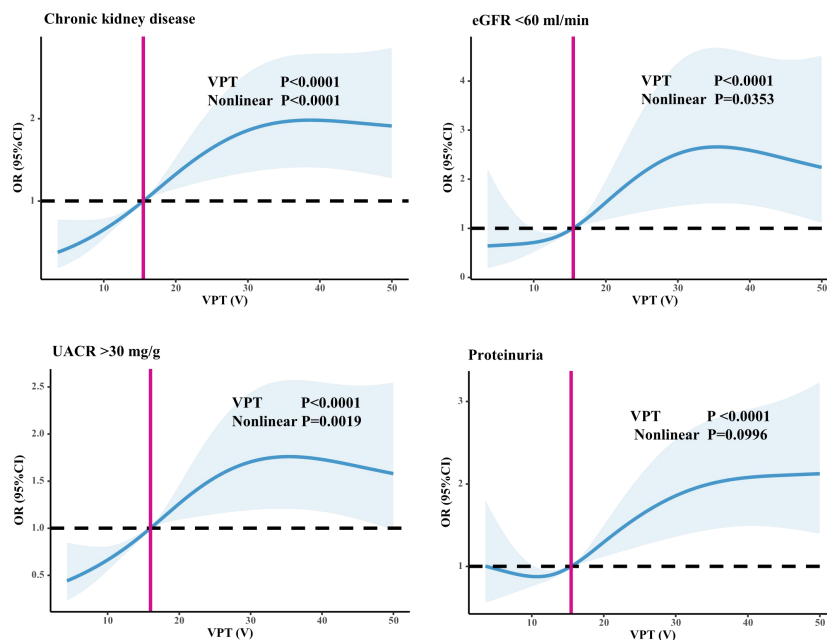 Chronic kidney disease
VPT P<0.0001
Nonlinear P<0.0001
OR (95%CI)
2
1
10 20 30 40 50
VPT (V)
eGFR <60 ml/min
VPT P<0.0001
Nonlinear P=0.0353
OR (95%CI)
4
3
2
1
0
10 20 30 40 50
VPT (V)
UACR >30 mg/g
VPT P<0.0001
Nonlinear P=0.0019
OR (95%CI)
2.5
2.0
1.5
1.0
0.5
10 20 30 40 50
VPT (V)
Proteinuria
VPT P <0.0001
Nonlinear P=0.0996
OR (95%CI)
3
2
1
10 20 30 40 50
VPT (V)